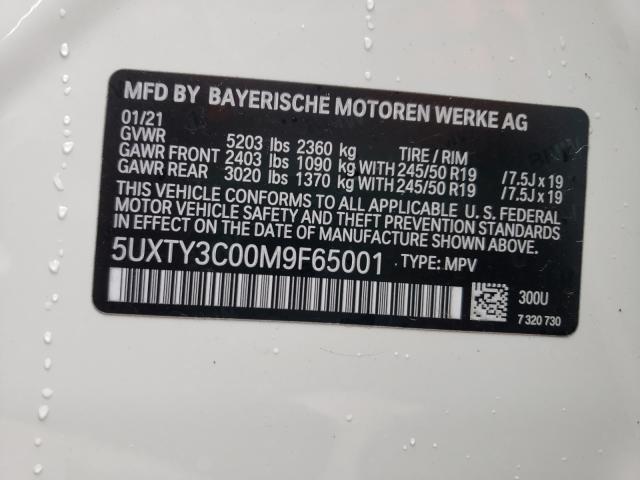 MFD BY BAYERISCHE MOTOREN WERKE AG
01/21
GVWR 5203 lbs 2360 kg TIRE / RIM
GAWR FRONT 2403 lbs 1090 kg WITH 245/50 R19 /7.5J x 19
GAWR REAR 3020 lbs 1370 kg WITH 245/50 R19 /7.5J x 19
THIS VEHICLE CONFORMS TO ALL APPLICABLE U. S. FEDERAL
MOTOR VEHICLE SAFETY AND THEFT PREVENTION STANDARDS
IN EFFECT ON THE DATE OF MANUFACTURE SHOWN ABOVE.
5UXTY3C00M9F65001 TYPE: MPV
300U
7 320 730